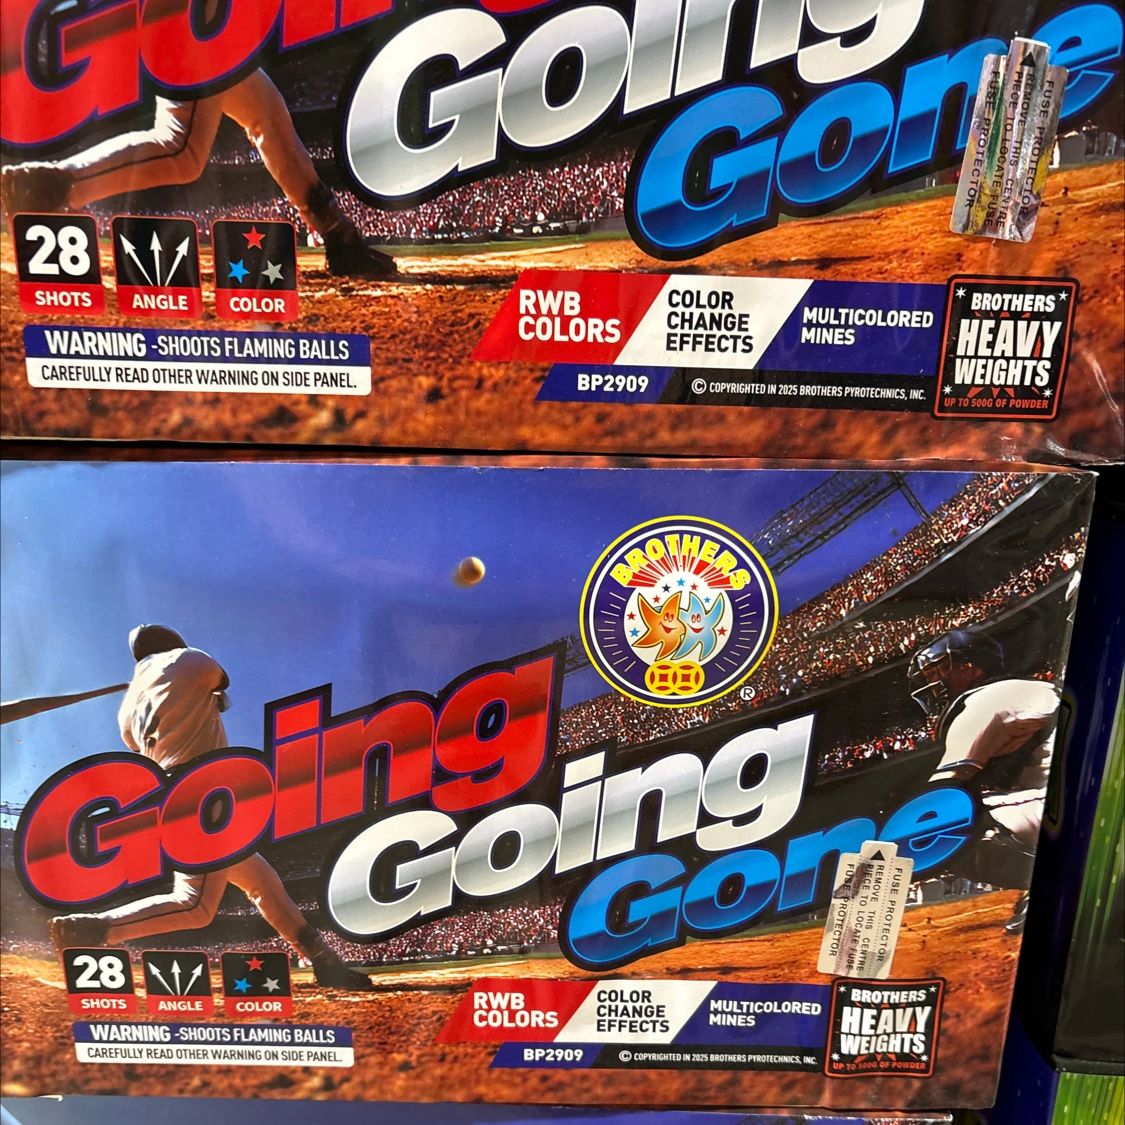 Going
Going
Gone
FUSE PROTECTOR
REMOVE THIS CENTRE
PIECE TO LOCATE FUSE
FUSE PROTECTOR
28
SHOTS
ANGLE
COLOR
WARNING -SHOOTS FLAMING BALLS
CAREFULLY READ OTHER WARNING ON SIDE PANEL.
RWB
COLORS
COLOR
CHANGE
EFFECTS
MULTICOLORED
MINES
BP2909
© COPYRIGHTED IN 2025 BROTHERS PYROTECHNICS, INC.
BROTHERS
HEAVY
WEIGHTS
UP TO 500G OF POWDER
BROTHERS
®
Going
Going
Gone
FUSE PROTECTOR
REMOVE THIS CENTRE
PIECE TO LOCATE FUSE
FUSE PROTECTOR
28
SHOTS
ANGLE
COLOR
WARNING -SHOOTS FLAMING BALLS
CAREFULLY READ OTHER WARNING ON SIDE PANEL.
RWB
COLORS
COLOR
CHANGE
EFFECTS
MULTICOLORED
MINES
BP2909
© COPYRIGHTED IN 2025 BROTHERS PYROTECHNICS, INC.
BROTHERS
HEAVY
WEIGHTS
UP TO 500G OF POWDER